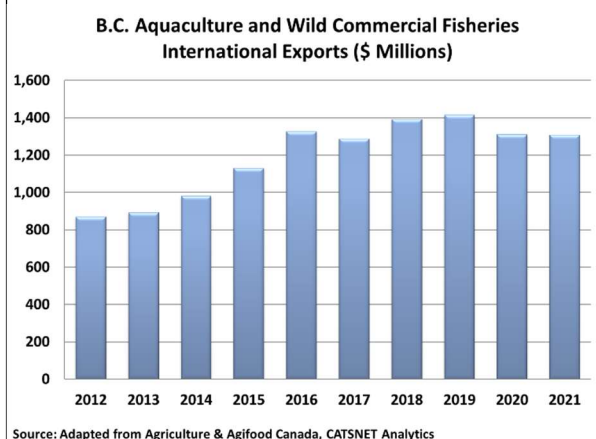 B.C. Aquaculture and Wild Commercial Fisheries
International Exports ($ Millions)
1,600
1,400
1,200
1,000
800
600
400
200
0
2012 2013 2014 2015 2016 2017 2018 2019 2020 2021
Source: Adapted from Agriculture & Agifood Canada, CATSNET Analytics